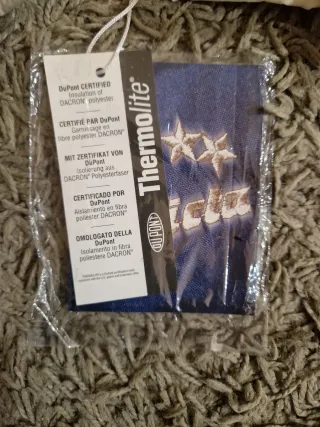 DuPont CERTIFIED
Insulation of
DACRON® polyester
CERTIFIÉ PAR DuPont
Garnissage en
fibre polyester DACRON®
MIT ZERTIFIKAT VON
DuPont
Isolierung aus
DACRON® Polyesterfaser
CERTIFICADO POR
DuPont
Aislamiento en fibra
poliéster DACRON®
OMOLOGATO DELLA
DuPont
Isolamento in fibra
poliestere DACRON®
Thermolite®
DUPONT